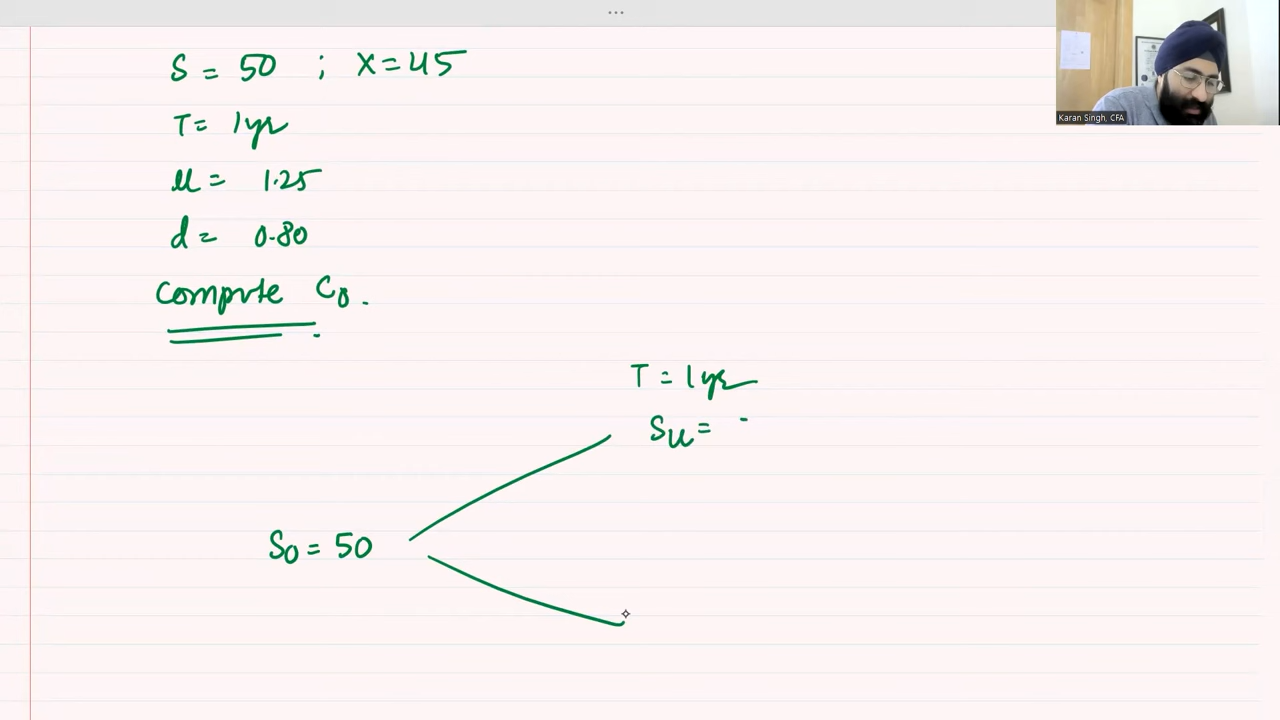 S = 50 ; X = 45
T = 1yr
u = 1.25
d = 0.80
Compute C0.
T = 1yr
Su =
S0 = 50
Karan Singh, CFA